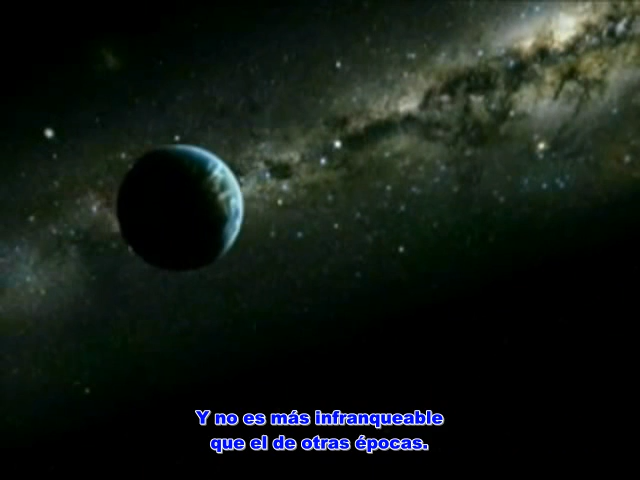 Y no es más infranqueable
que el de otras épocas.